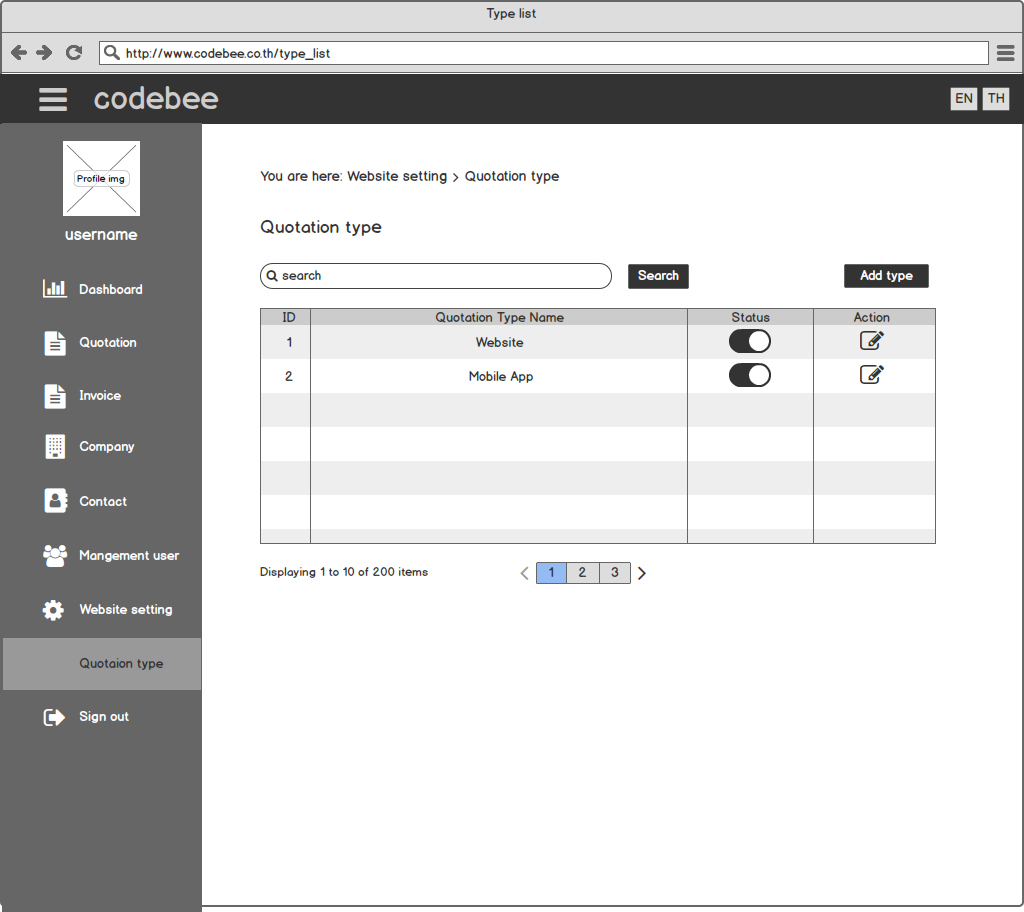 Type list
http://www.codebee.co.th/type_list
codebee
EN TH
Profile img
username
Dashboard
Quotation
Invoice
Company
Contact
Mangement user
Website setting
Quotaion type
Sign out
You are here: Website setting > Quotation type
Quotation type
search Search Add type
ID Quotation Type Name Status Action
1 Website
2 Mobile App
Displaying 1 to 10 of 200 items < 1 2 3 >